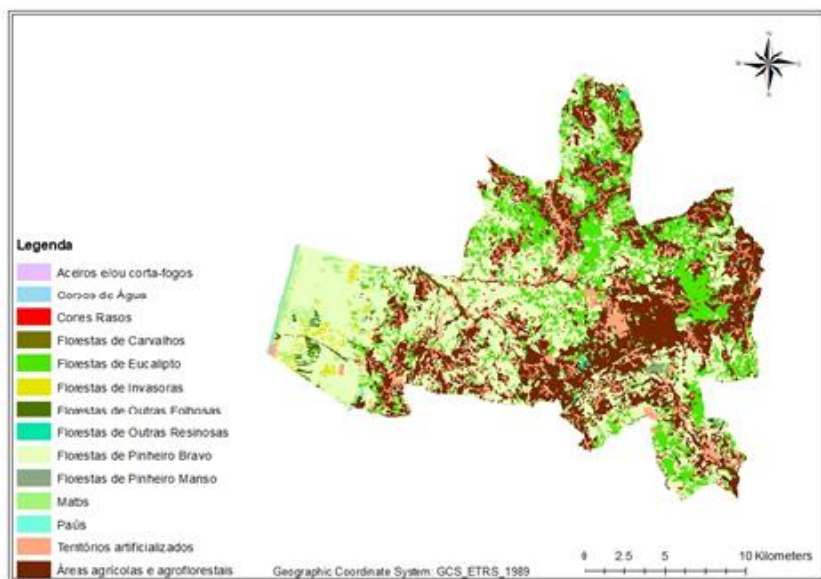 Legenda
Aceiros e/ou corta-fogos
Corpos de Água
Cortes Rasos
Florestas de Carvalhos
Florestas de Eucalipto
Florestas de Invasoras
Florestas de Outras Folhosas
Florestas de Outras Resinosas
Florestas de Pinheiro Bravo
Florestas de Pinheiro Manso
Matos
Paúis
Territórios artificializados
Áreas agrícolas e agroflorestais
Geographic Coordinate System: GCS_ETRS_1989
0 2.5 5 10 Kilometers